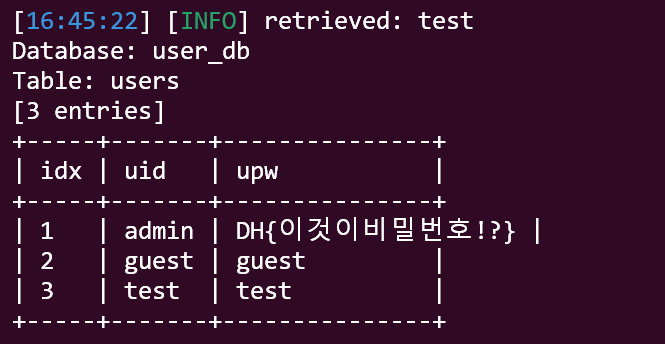 [16:45:22] [INFO] retrieved: test
Database: user_db
Table: users
[3 entries]
+-----+-------+---------------+
| idx | uid   | upw           |
+-----+-------+---------------+
| 1   | admin | DH{이것이비밀번호!?} |
| 2   | guest | guest         |
| 3   | test  | test          |
+-----+-------+---------------+